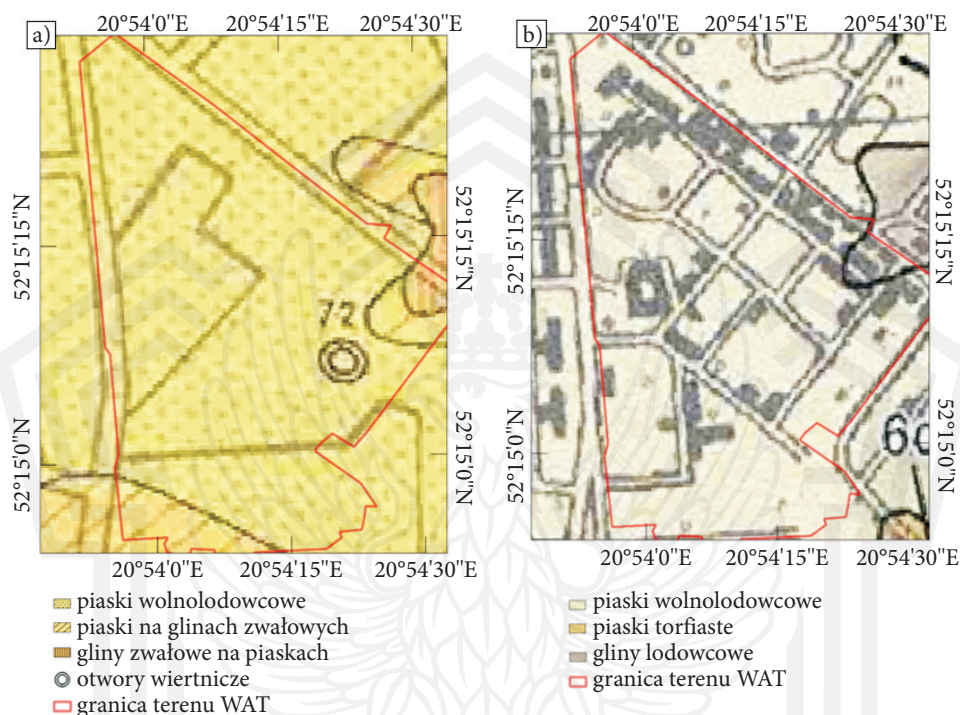 a)
20°54'0''E 20°54'15''E 20°54'30''E
52°15'15''N
52°15'0''N
72
52°15'15''N
52°15'0''N
20°54'0''E 20°54'15''E 20°54'30''E
piaski wolnolodowcowe
piaski na glinach zwałowych
gliny zwałowe na piaskach
otwory wiertnicze
granica terenu WAT
b)
20°54'0''E 20°54'15''E 20°54'30''E
52°15'15''N
52°15'0''N
52°15'15''N
52°15'0''N
20°54'0''E 20°54'15''E 20°54'30''E
piaski wolnolodowcowe
piaski torfiaste
gliny lodowcowe
granica terenu WAT